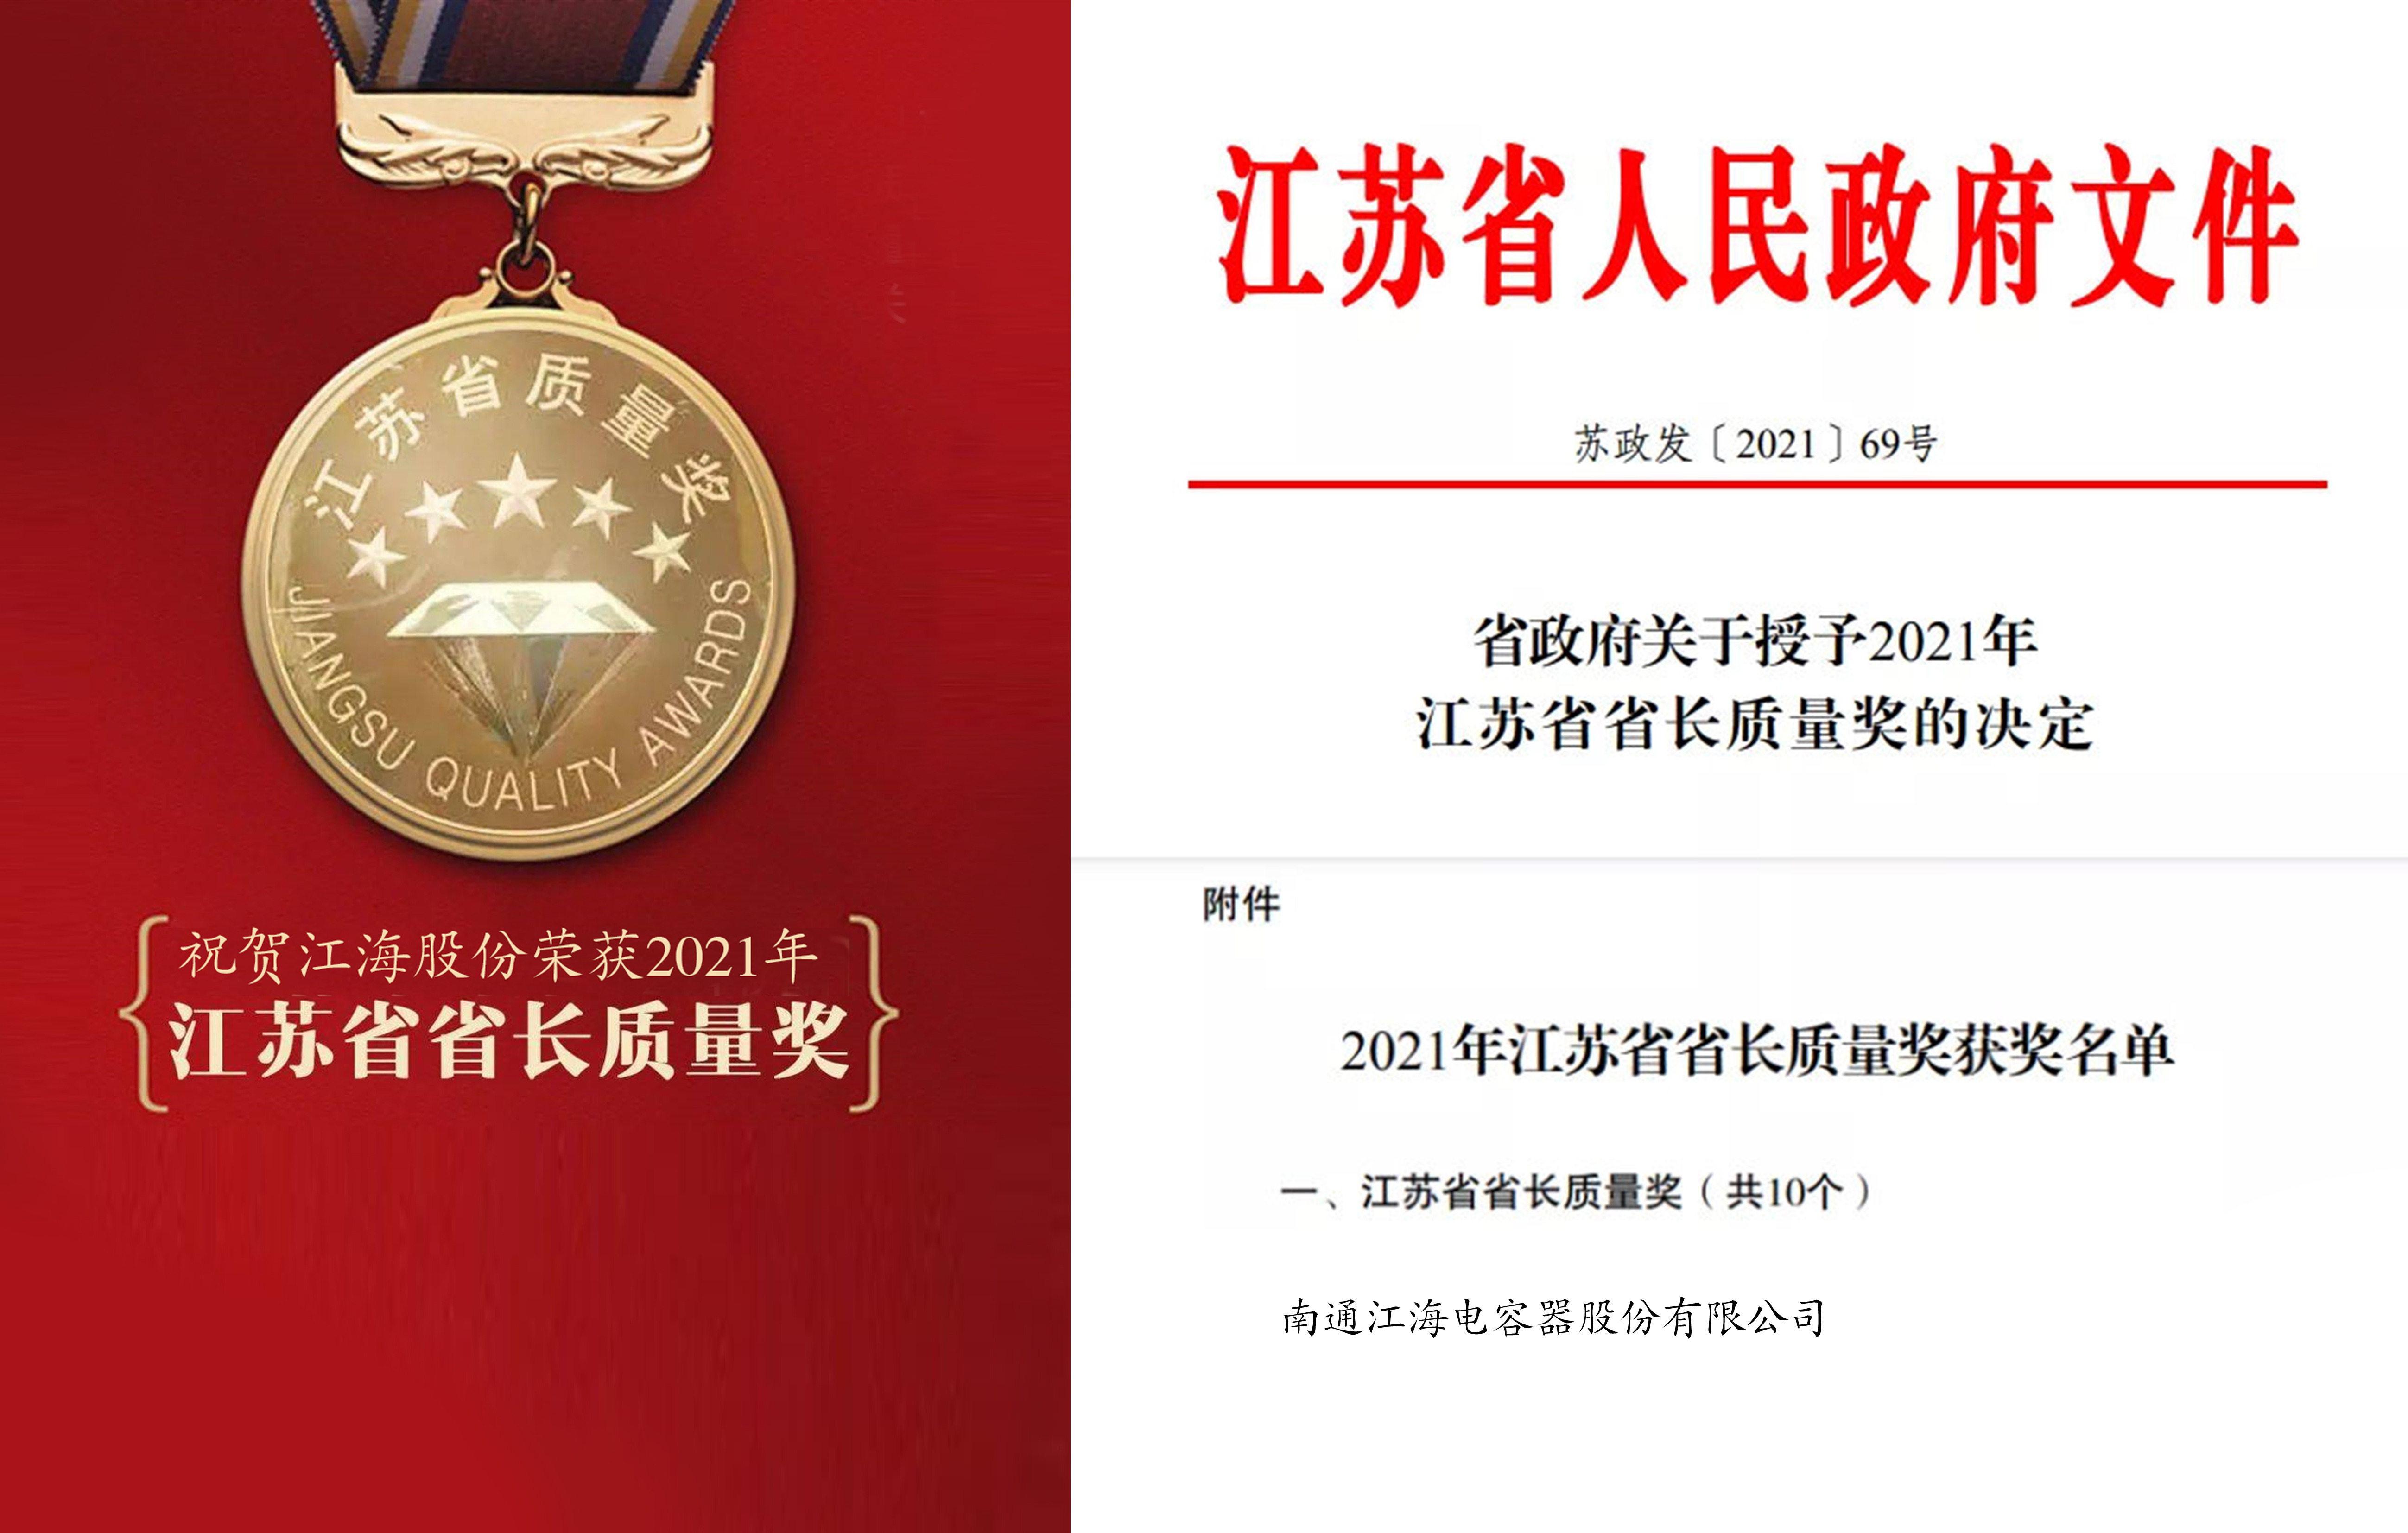 江苏省质量奖
JIANGSU QUALITY AWARDS
祝贺江海股份荣获2021年
江苏省省长质量奖
江苏省人民政府文件
苏政发〔2021〕69号
省政府关于授予2021年
江苏省省长质量奖的决定
附件
2021年江苏省省长质量奖获奖名单
一、江苏省省长质量奖（共10个）
南通江海电容器股份有限公司